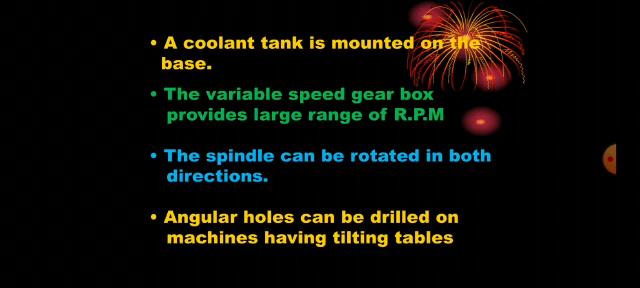 • A coolant tank is mounted on the
base.
• The variable speed gear box
provides large range of R.P.M
• The spindle can be rotated in both
directions.
• Angular holes can be drilled on
machines having tilting tables